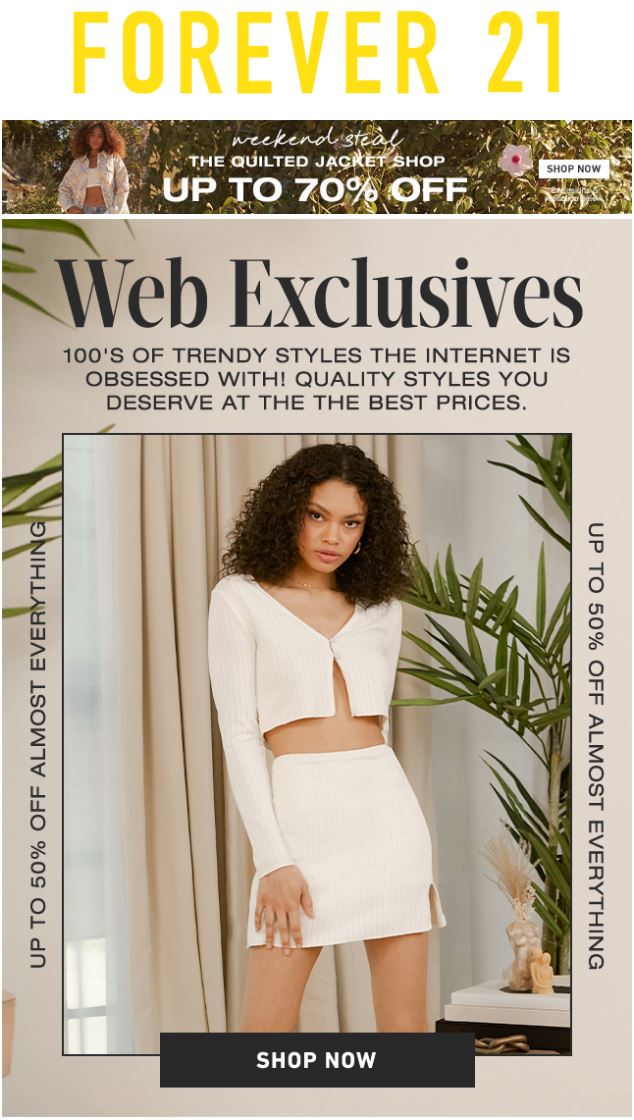 FOREVER 21
weekend steal
THE QUILTED JACKET SHOP
UP TO 70% OFF
SHOP NOW
Web Exclusives
100'S OF TRENDY STYLES THE INTERNET IS
OBSESSED WITH! QUALITY STYLES YOU
DESERVE AT THE THE BEST PRICES.
UP TO 50% OFF ALMOST EVERYTHING
UP TO 50% OFF ALMOST EVERYTHING
SHOP NOW